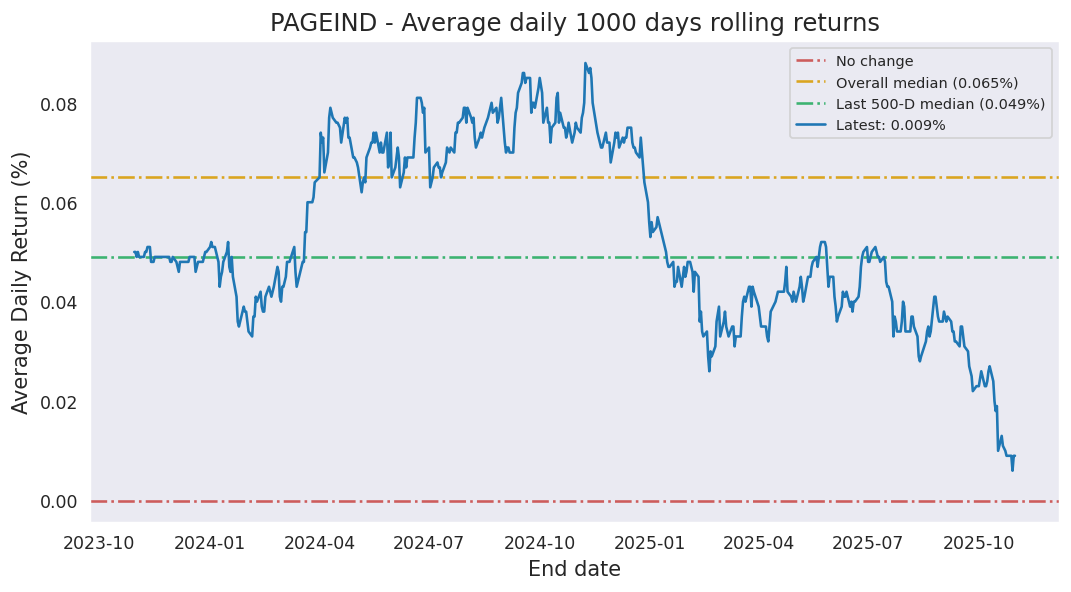 PAGEIND - Average daily 1000 days rolling returns
No change
Overall median (0.065%)
Last 500-D median (0.049%)
Latest: 0.009%
Average Daily Return (%)
0.08
0.06
0.04
0.02
0.00
2023-10 2024-01 2024-04 2024-07 2024-10 2025-01 2025-04 2025-07 2025-10
End date